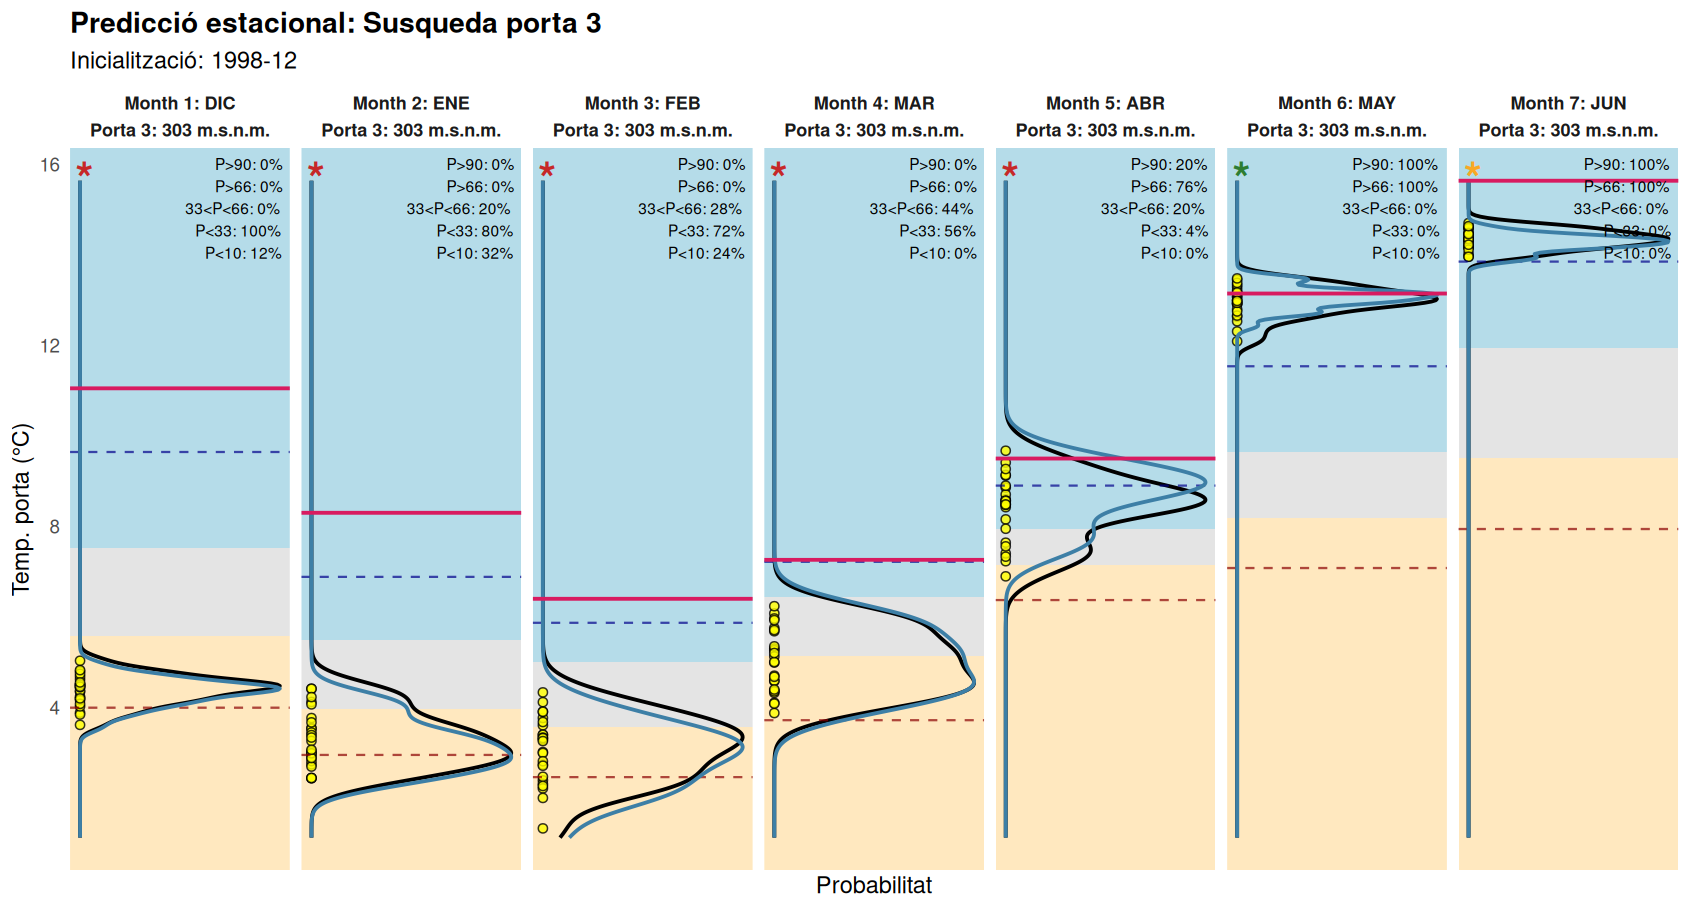 Predicció estacional: Susqueda porta 3
Inicialització: 1998-12
Month 1: DIC
Porta 3: 303 m.s.n.m.
Month 2: ENE
Porta 3: 303 m.s.n.m.
Month 3: FEB
Porta 3: 303 m.s.n.m.
Month 4: MAR
Porta 3: 303 m.s.n.m.
Month 5: ABR
Porta 3: 303 m.s.n.m.
Month 6: MAY
Porta 3: 303 m.s.n.m.
Month 7: JUN
Porta 3: 303 m.s.n.m.
Temp. porta (°C)
16
12
8
4
*
P>90: 0%
P>66: 0%
33<P<66: 0%
P<33: 100%
P<10: 12%
*
P>90: 0%
P>66: 0%
33<P<66: 20%
P<33: 80%
P<10: 32%
*
P>90: 0%
P>66: 0%
33<P<66: 28%
P<33: 72%
P<10: 24%
*
P>90: 0%
P>66: 0%
33<P<66: 44%
P<33: 56%
P<10: 0%
*
P>90: 20%
P>66: 76%
33<P<66: 20%
P<33: 4%
P<10: 0%
*
P>90: 100%
P>66: 100%
33<P<66: 0%
P<33: 0%
P<10: 0%
*
P>90: 100%
P>66: 100%
33<P<66: 0%
P<33: 0%
P<10: 0%
Probabilitat